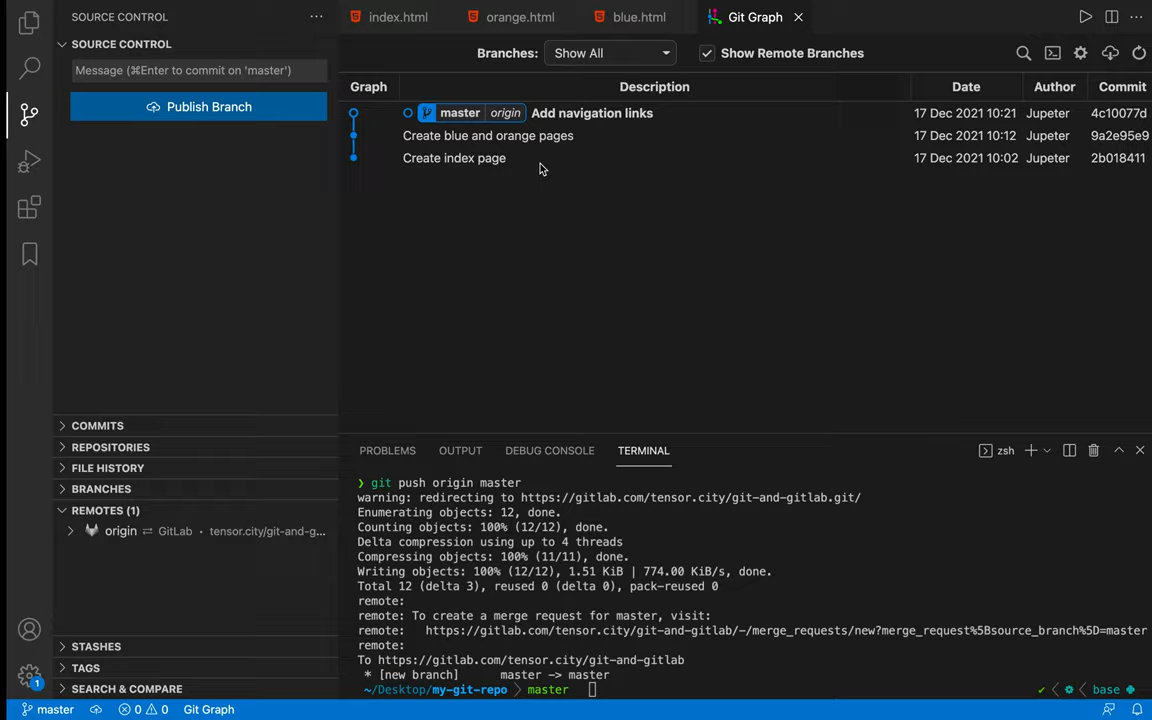 SOURCE CONTROL
index.html
orange.html
blue.html
Git Graph
SOURCE CONTROL
Message (⌘Enter to commit on 'master')
Publish Branch
Branches:
Show All
Show Remote Branches
Graph
Description
Date
Author
Commit
master origin Add navigation links
17 Dec 2021 10:21 Jupeter 4c10077d
Create blue and orange pages
17 Dec 2021 10:12 Jupeter 9a2e95e9
Create index page
17 Dec 2021 10:02 Jupeter 2b018411
COMMITS
REPOSITORIES
FILE HISTORY
BRANCHES
REMOTES (1)
origin ⇌ GitLab • tensor.city/git-and-g...
STASHES
TAGS
SEARCH & COMPARE
PROBLEMS
OUTPUT
DEBUG CONSOLE
TERMINAL
zsh
❯ git push origin master
warning: redirecting to https://gitlab.com/tensor.city/git-and-gitlab.git/
Enumerating objects: 12, done.
Counting objects: 100% (12/12), done.
Delta compression using up to 4 threads
Compressing objects: 100% (11/11), done.
Writing objects: 100% (12/12), 1.51 KiB | 774.00 KiB/s, done.
Total 12 (delta 3), reused 0 (delta 0), pack-reused 0
remote:
remote: To create a merge request for master, visit:
remote:   https://gitlab.com/tensor.city/git-and-gitlab/-/merge_requests/new?merge_request%5Bsource_branch%5D=master
remote:
To https://gitlab.com/tensor.city/git-and-gitlab
* [new branch]      master -> master
~/Desktop/my-git-repo master
base
1
master
0
0
Git Graph